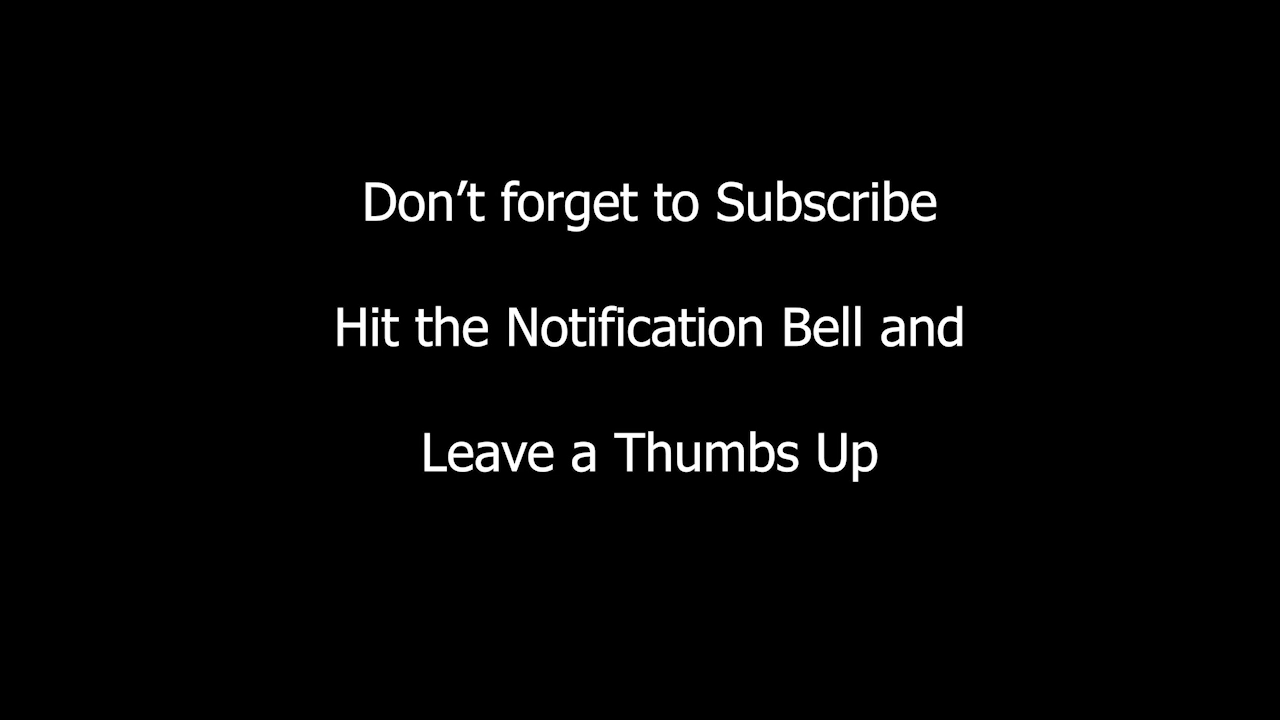 Don’t forget to Subscribe
Hit the Notification Bell and
Leave a Thumbs Up